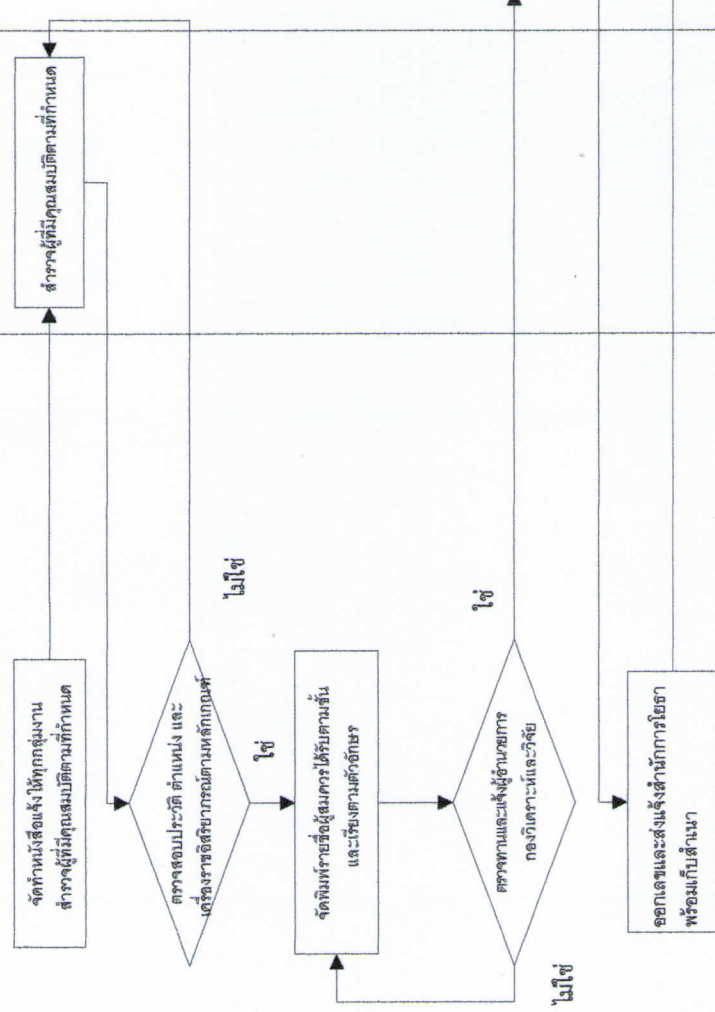 จัดทำหนังสือแจ้งให้ทุกกลุ่มงาน
สำรวจผู้ที่มีคุณสมบัติตามที่กำหนด
สำรวจผู้ที่มีคุณสมบัติตามที่กำหนด
ตรวจสอบประวัติ ตำแหน่ง และ
เครื่องราชอิสริยาภรณ์ตามหลักเกณฑ์
ไม่ใช่
ใช่
จัดพิมพ์รายชื่อผู้สมควรได้รับตามชั้น
และเรียงตามตัวอักษร
ตรวจทานและแจ้งผู้อำนวยการ
กองวิเคราะห์และวิจัย
ใช่
ไม่ใช่
ออกเลขและส่งแจ้งสำนักการโยธา
พร้อมเก็บสำเนา